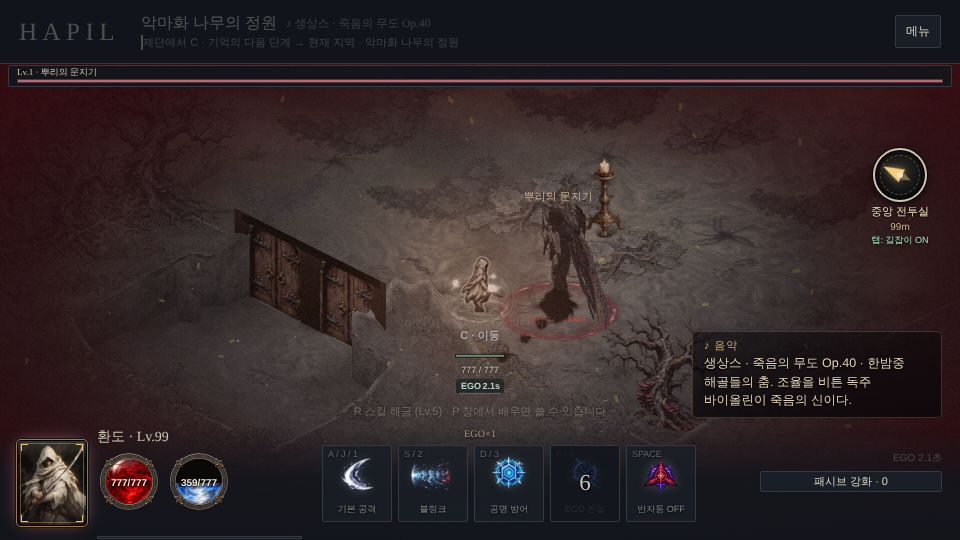 HAPIL
악마화 나무의 정원 ♪ 생상스 · 죽음의 무도 Op.40
제단에서 C · 기억의 다음 단계 → 현재 지역 · 악마화 나무의 정원
메뉴
Lv.1 · 뿌리의 문지기
뿌리의 문지기
중앙 전투실
99m
탭: 길잡이 ON
C · 이동
777 / 777
EGO 2.1s
♪ 음악
생상스 · 죽음의 무도 Op.40 · 한밤중
해골들의 춤. 조율을 비튼 독주
바이올린이 죽음의 신이다.
R 스킬 해금 (Lv.5) · P 창에서 배우면 쓸 수 있습니다
EGO×1
환도 · Lv.99
777/777
359/777
A / J / 1
기본 공격
S / 2
블링크
D / 3
공명 방어
6
EGO 진입
SPACE
반자동 OFF
EGO 2.1초
패시브 강화 · 0